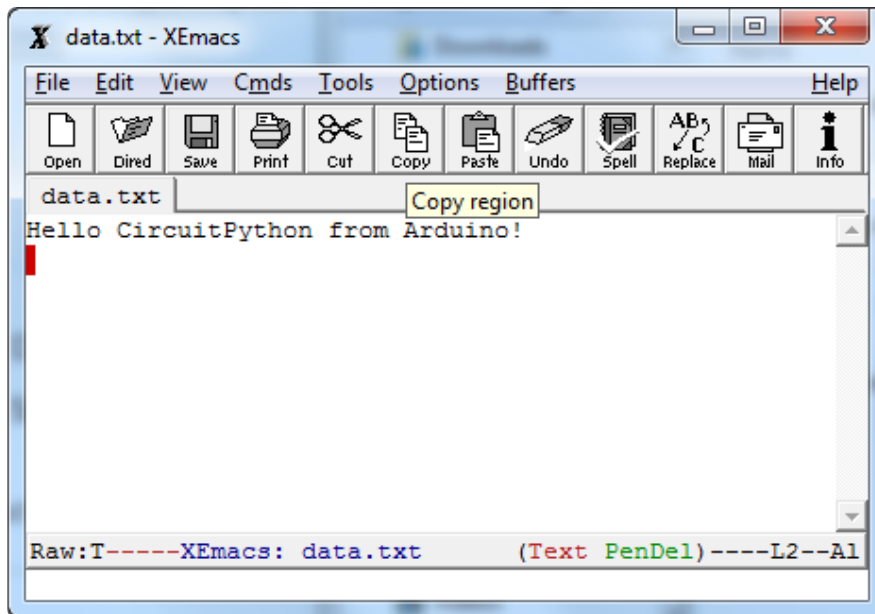 data.txt - XEmacs
File Edit View Cmds Tools Options Buffers Help
Open Dired Save Print Cut Copy Paste Undo Spell Replace Mail Info
data.txt
Copy region
Hello CircuitPython from Arduino!
Raw:T-----XEmacs: data.txt (Text PenDel)----L2--Al